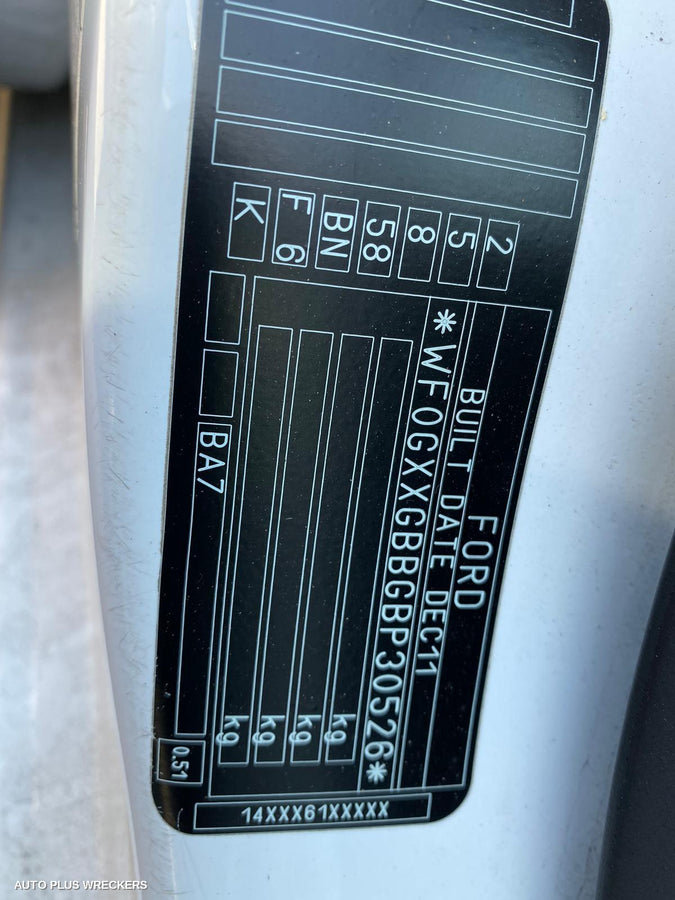 FORD
BUILT DATE DEC11
*WF0GXXGBBGBP30526*
2
5
8
58
BN
F 6
K
kg
kg
kg
kg
BA7
0.51
14XXX61XXXXX
AUTO PLUS WRECKERS